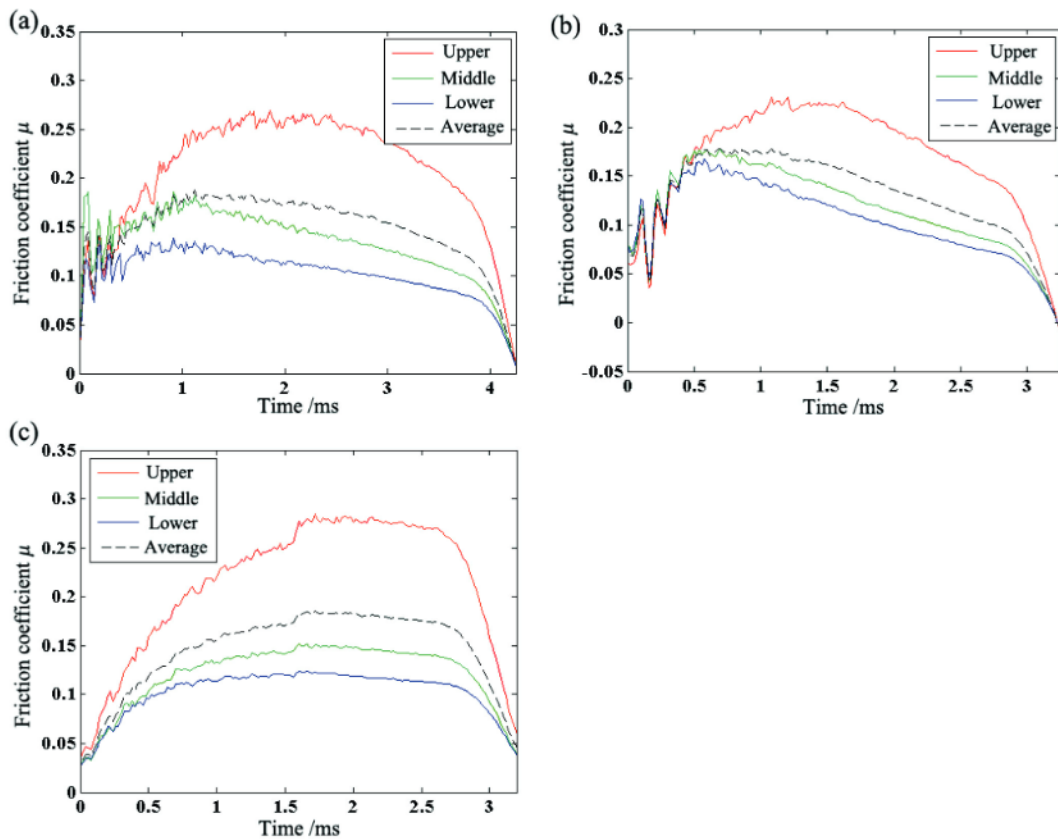 (a)
0.35
0.3
0.25
0.2
0.15
0.1
0.05
0
Friction coefficient μ
Upper
Middle
Lower
Average
0 1 2 3 4
Time /ms
(b)
0.3
0.25
0.2
0.15
0.1
0.05
0
-0.05
Friction coefficient μ
Upper
Middle
Lower
Average
0 0.5 1 1.5 2 2.5 3
Time /ms
(c)
0.35
0.3
0.25
0.2
0.15
0.1
0.05
0
Friction coefficient μ
Upper
Middle
Lower
Average
0 0.5 1 1.5 2 2.5 3
Time /ms